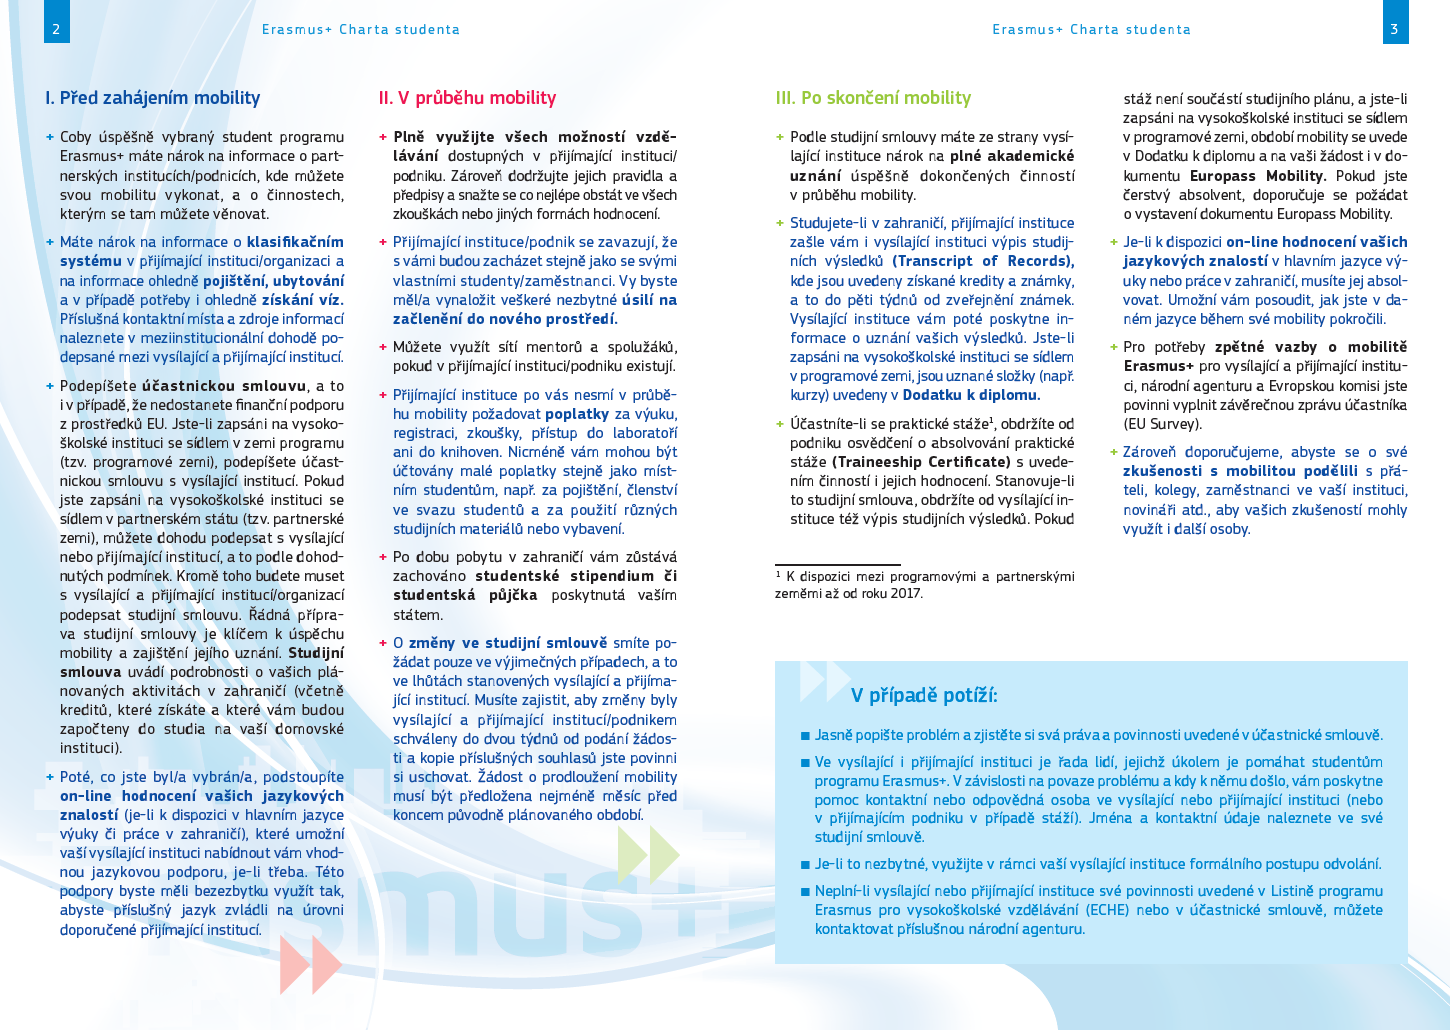 2
Erasmus+ Charta studenta
I. Před zahájením mobility
+ Coby úspěšně vybraný student programu
Erasmus+ máte nárok na informace o part-
nerských institucích/podnicích, kde můžete
svou mobilitu vykonat, a o činnostech,
kterým se tam můžete věnovat.
+ Máte nárok na informace o klasifikačním
systému v přijímající instituci/organizaci a
na informace ohledně pojištění, ubytování
a v případě potřeby i ohledně získání víz.
Příslušná kontaktní místa a zdroje informací
naleznete v meziinstitucionální dohodě po-
depsané mezi vysílající a přijímající institucí.
+ Podepíšete účastnickou smlouvu, a to
i v případě, že nedostanete finanční podporu
z prostředků EU. Jste-li zapsáni na vysoko-
školské instituci se sídlem v zemi programu
(tzv. programové zemi), podepíšete účast-
nickou smlouvu s vysílající institucí. Pokud
jste zapsáni na vysokoškolské instituci se
sídlem v partnerském státu (tzv. partnerské
zemi), můžete dohodu podepsat s vysílající
nebo přijímající institucí, a to podle dohod-
nutých podmínek. Kromě toho budete muset
s vysílající a přijímající institucí/organizací
podepsat studijní smlouvu. Řádná přípra-
va studijní smlouvy je klíčem k úspěchu
mobility a zajištění jejího uznání. Studijní
smlouva uvádí podrobnosti o vašich plá-
novaných aktivitách v zahraničí (včetně
kreditů, které získáte a které vám budou
započteny do studia na vaší domovské
instituci).
+ Poté, co jste byl/a vybrán/a, podstoupíte
on-line hodnocení vašich jazykových
znalostí (je-li k dispozici v hlavním jazyce
výuky či práce v zahraničí), které umožní
vaší vysílající instituci nabídnout vám vhod-
nou jazykovou podporu, je-li třeba. Této
podpory byste měli bezezbytku využít tak,
abyste příslušný jazyk zvládli na úrovni
doporučené přijímající institucí.
II. V průběhu mobility
+ Plně využijte všech možností vzdě-
lávání dostupných v přijímající instituci/
podniku. Zároveň dodržujte jejich pravidla a
předpisy a snažte se co nejlépe obstát ve všech
zkouškách nebo jiných formách hodnocení.
+ Přijímající instituce/podnik se zavazují, že
s vámi budou zacházet stejně jako se svými
vlastními studenty/zaměstnanci. Vy byste
měl/a vynaložit veškeré nezbytné úsilí na
začlenění do nového prostředí.
+ Můžete využít sítí mentorů a spolužáků,
pokud v přijímající instituci/podniku existují.
+ Přijímající instituce po vás nesmí v průbě-
hu mobility požadovat poplatky za výuku,
registraci, zkoušky, přístup do laboratoří
ani do knihoven. Nicméně vám mohou být
účtovány malé poplatky stejně jako míst-
ním studentům, např. za pojištění, členství
ve svazu studentů a za použití různých
studijních materiálů nebo vybavení.
+ Po dobu pobytu v zahraničí vám zůstává
zachováno studentské stipendium či
studentská půjčka poskytnutá vaším
státem.
+ O změny ve studijní smlouvě smíte po-
žádat pouze ve výjimečných případech, a to
ve lhůtách stanovených vysílající a přijíma-
jící institucí. Musíte zajistit, aby změny byly
vysílající a přijímající institucí/podnikem
schváleny do dvou týdnů od podání žádos-
ti a kopie příslušných souhlasů jste povinni
si uschovat. Žádost o prodloužení mobility
musí být předložena nejméně měsíc před
koncem původně plánovaného období.
smus+
Erasmus+ Charta studenta
3
III. Po skončení mobility
+ Podle studijní smlouvy máte ze strany vysí-
lající instituce nárok na plné akademické
uznání úspěšně dokončených činností
v průběhu mobility.
+ Studujete-li v zahraničí, přijímající instituce
zašle vám i vysílající instituci výpis studij-
ních výsledků (Transcript of Records),
kde jsou uvedeny získané kredity a známky,
a to do pěti týdnů od zveřejnění známek.
Vysílající instituce vám poté poskytne in-
formace o uznání vašich výsledků. Jste-li
zapsáni na vysokoškolské instituci se sídlem
v programové zemi, jsou uznané složky (např.
kurzy) uvedeny v Dodatku k diplomu.
+ Účastníte-li se praktické stáže¹, obdržíte od
podniku osvědčení o absolvování praktické
stáže (Traineeship Certificate) s uvede-
ním činností i jejich hodnocení. Stanovuje-li
to studijní smlouva, obdržíte od vysílající in-
stituce též výpis studijních výsledků. Pokud
¹ K dispozici mezi programovými a partnerskými
zeměmi až od roku 2017.
stáž není součástí studijního plánu, a jste-li
zapsáni na vysokoškolské instituci se sídlem
v programové zemi, období mobility se uvede
v Dodatku k diplomu a na vaši žádost i v do-
kumentu Europass Mobility. Pokud jste
čerstvý absolvent, doporučuje se požádat
o vystavení dokumentu Europass Mobility.
+ Je-li k dispozici on-line hodnocení vašich
jazykových znalostí v hlavním jazyce vý-
uky nebo práce v zahraničí, musíte jej absol-
vovat. Umožní vám posoudit, jak jste v da-
ném jazyce během své mobility pokročili.
+ Pro potřeby zpětné vazby o mobilitě
Erasmus+ pro vysílající a přijímající institu-
ci, národní agenturu a Evropskou komisi jste
povinni vyplnit závěrečnou zprávu účastníka
(EU Survey).
+ Zároveň doporučujeme, abyste se o své
zkušenosti s mobilitou podělili s přá-
teli, kolegy, zaměstnanci ve vaší instituci,
novináři atd., aby vašich zkušeností mohly
využít i další osoby.
V případě potíží:
■ Jasně popište problém a zjistěte si svá práva a povinnosti uvedené v účastnické smlouvě.
■ Ve vysílající i přijímající instituci je řada lidí, jejichž úkolem je pomáhat studentům
programu Erasmus+. V závislosti na povaze problému a kdy k němu došlo, vám poskytne
pomoc kontaktní nebo odpovědná osoba ve vysílající nebo přijímající instituci (nebo
v přijímajícím podniku v případě stáží). Jména a kontaktní údaje naleznete ve své
studijní smlouvě.
■ Je-li to nezbytné, využijte v rámci vaší vysílající instituce formálního postupu odvolání.
■ Neplní-li vysílající nebo přijímající instituce své povinnosti uvedené v Listině programu
Erasmus pro vysokoškolské vzdělávání (ECHE) nebo v účastnické smlouvě, můžete
kontaktovat příslušnou národní agenturu.